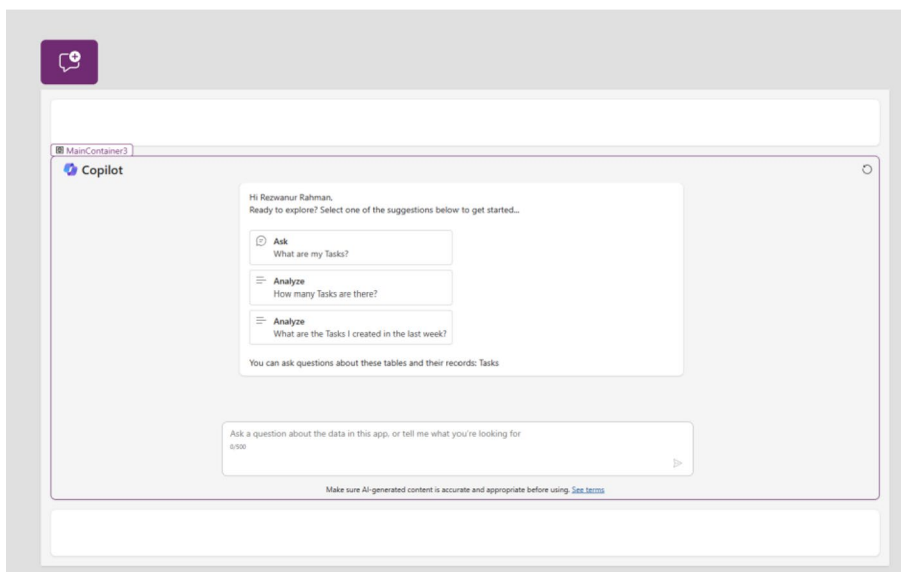 MainContainer3
Copilot
Hi Rezwanur Rahman,
Ready to explore? Select one of the suggestions below to get started...
Ask
What are my Tasks?
Analyze
How many Tasks are there?
Analyze
What are the Tasks I created in the last week?
You can ask questions about these tables and their records: Tasks
Ask a question about the data in this app, or tell me what you're looking for
0/500
Make sure AI-generated content is accurate and appropriate before using. See terms